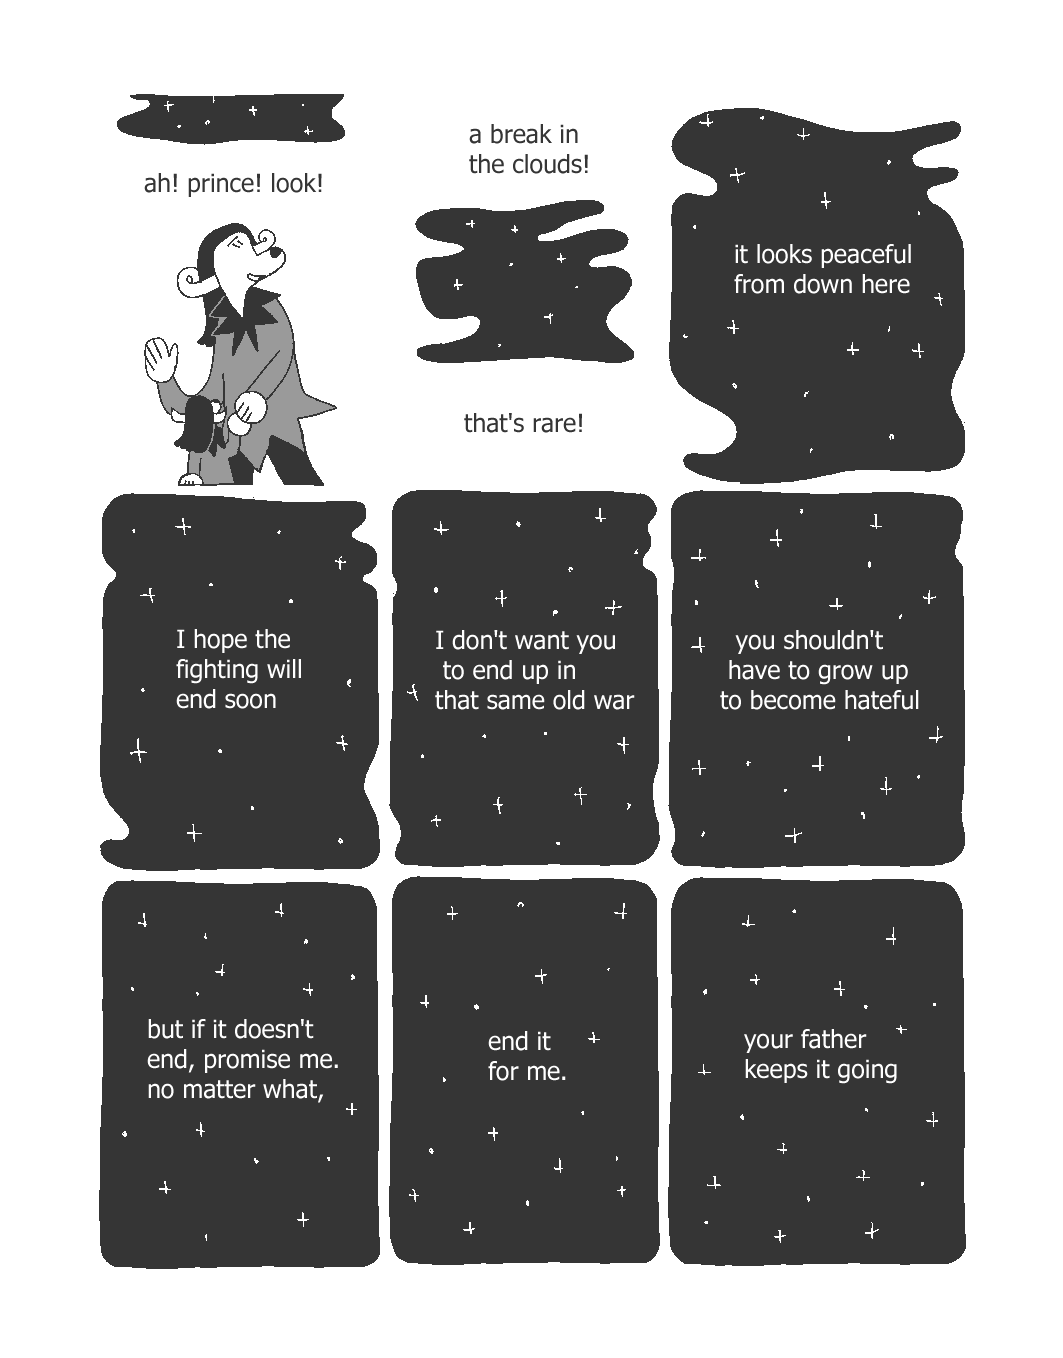 ah! prince! look!
a break in
the clouds!
that's rare!
it looks peaceful
from down here
I hope the
fighting will
end soon
I don't want you
to end up in
that same old war
you shouldn't
have to grow up
to become hateful
but if it doesn't
end, promise me.
no matter what,
end it
for me.
your father
keeps it going